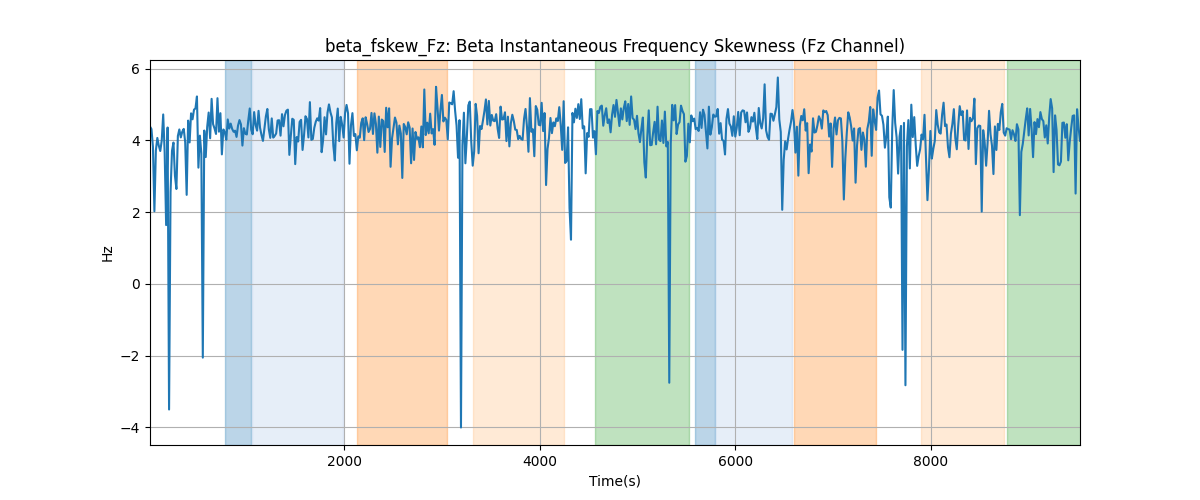 beta_fskew_Fz: Beta Instantaneous Frequency Skewness (Fz Channel)
6
4
2
0
−2
−4
Hz
2000 4000 6000 8000
Time(s)